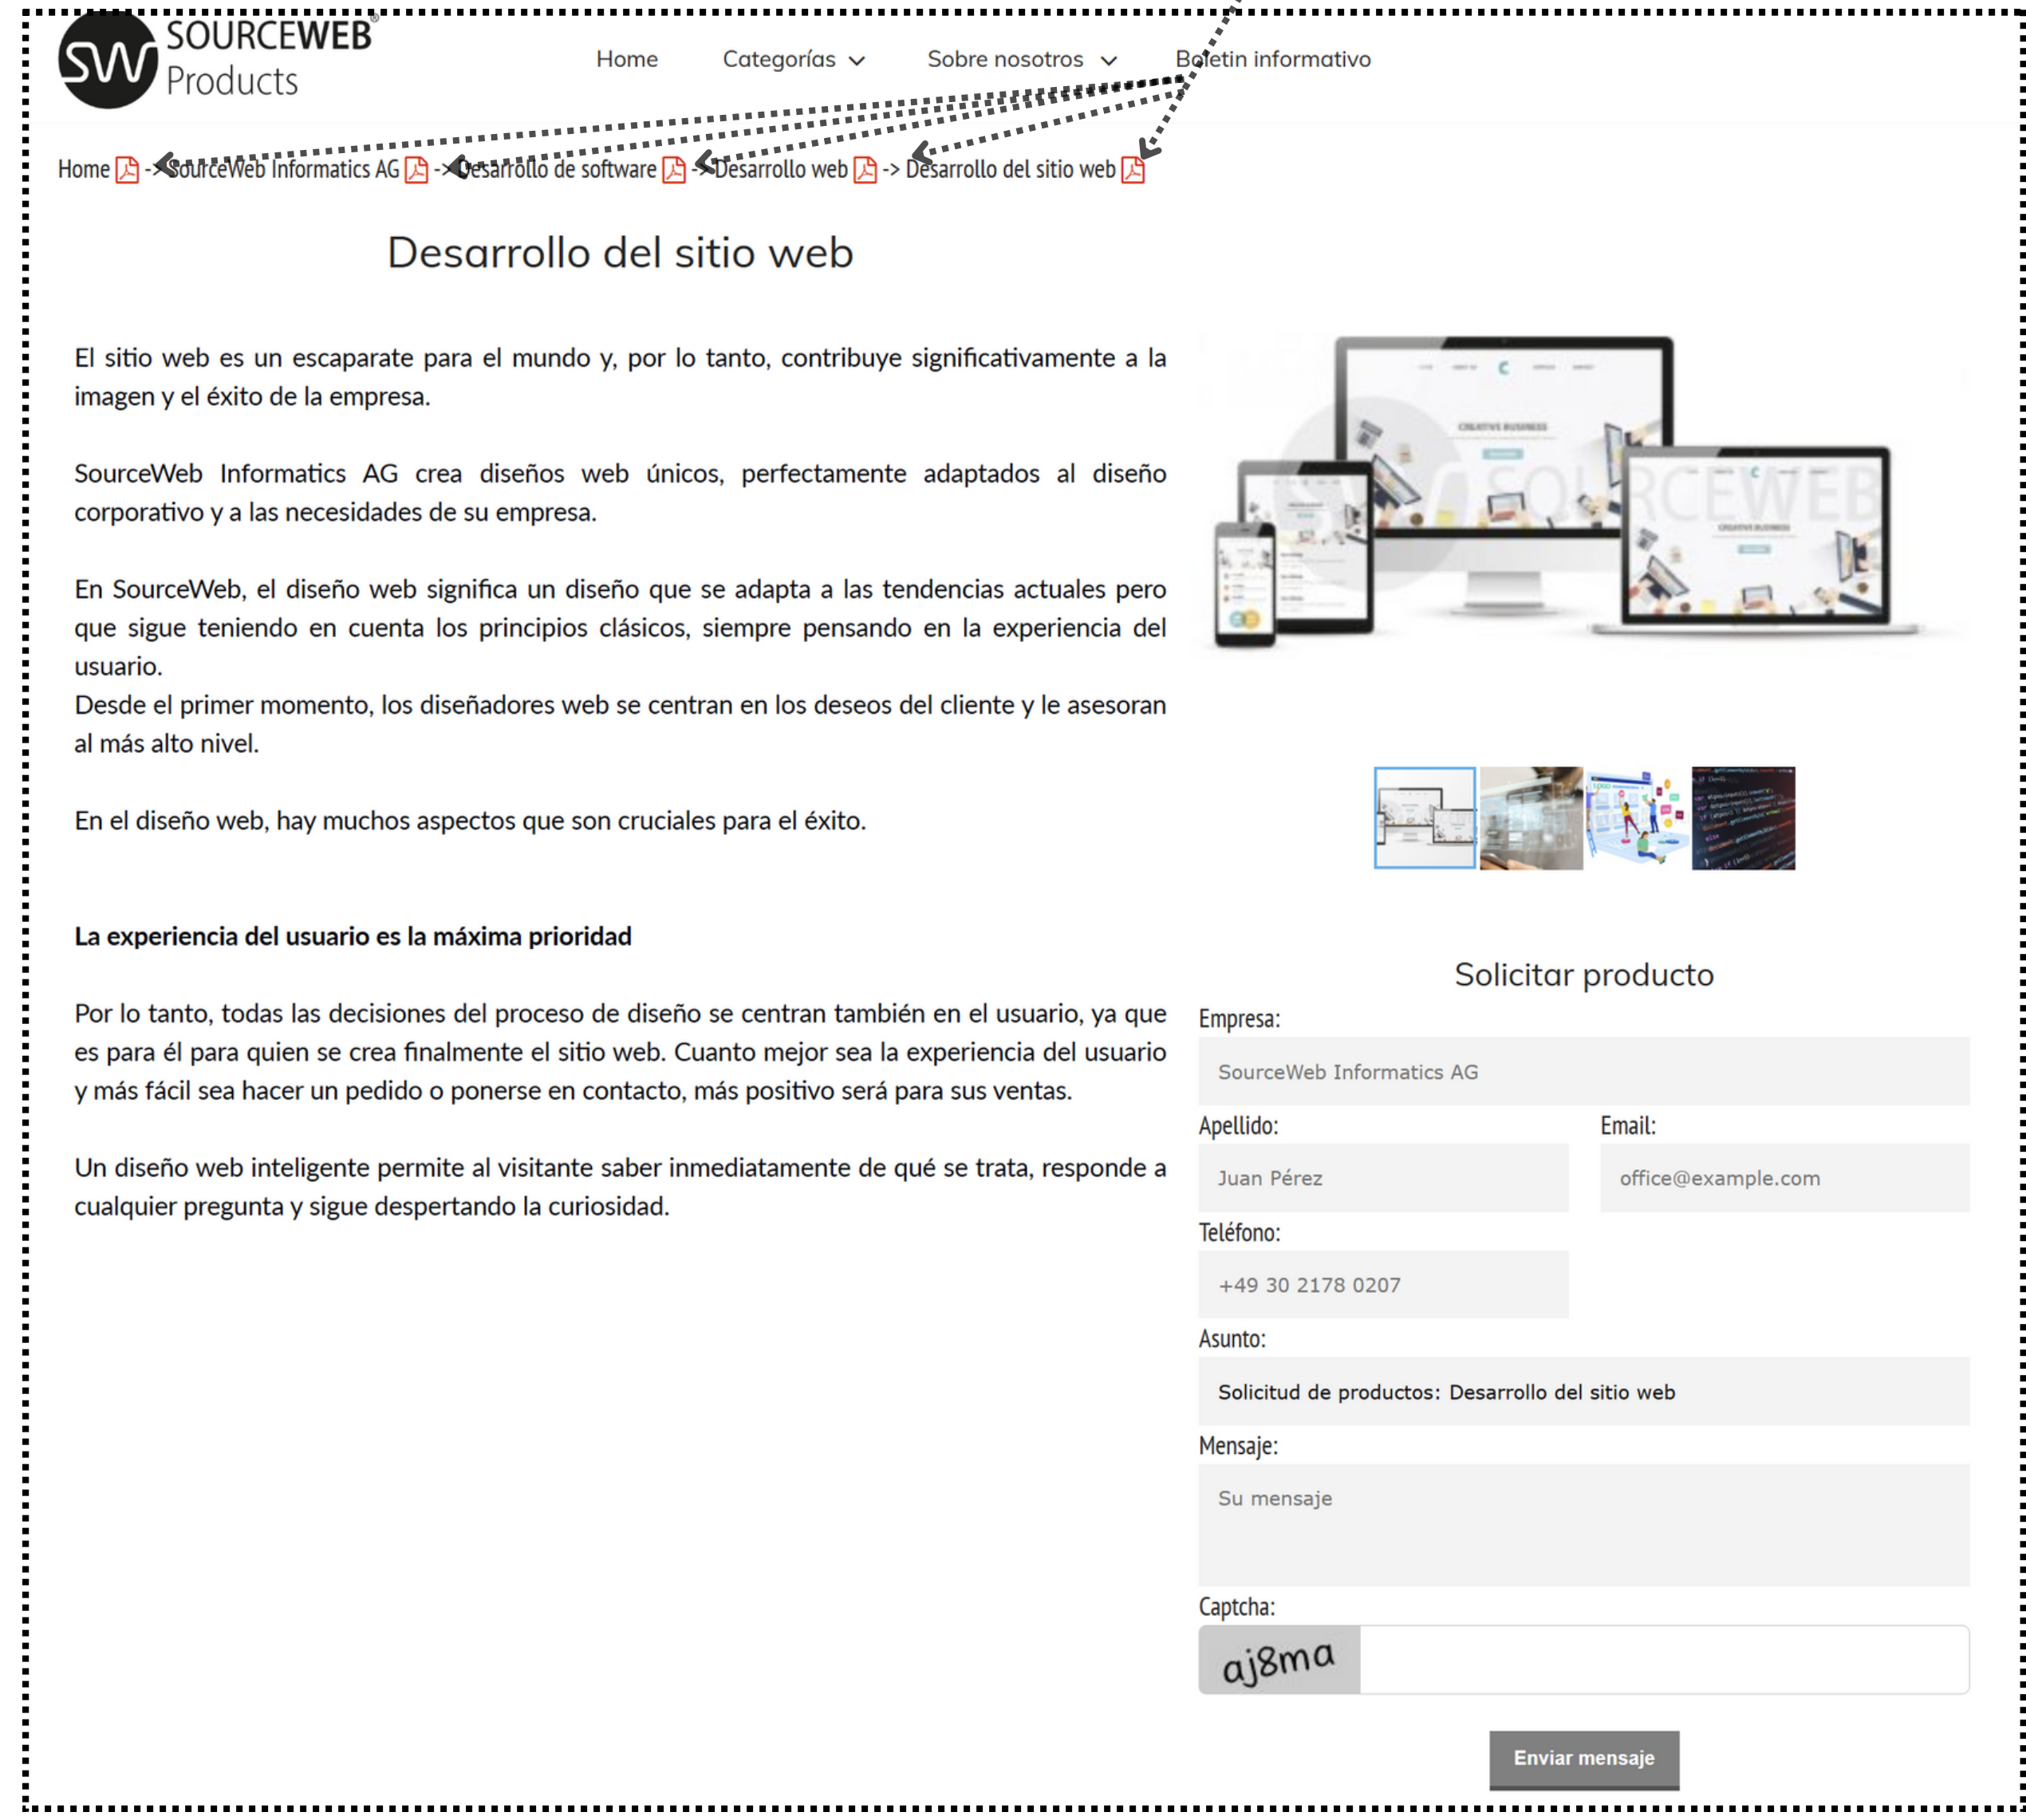 SOURCEWEB®
Products
Home Categorías Sobre nosotros Boletin informativo
Home -> SourceWeb Informatics AG -> Desarrollo de software -> Desarrollo web -> Desarrollo del sitio web
Desarrollo del sitio web
El sitio web es un escaparate para el mundo y, por lo tanto, contribuye significativamente a la
imagen y el éxito de la empresa.
SourceWeb Informatics AG crea diseños web únicos, perfectamente adaptados al diseño
corporativo y a las necesidades de su empresa.
En SourceWeb, el diseño web significa un diseño que se adapta a las tendencias actuales pero
que sigue teniendo en cuenta los principios clásicos, siempre pensando en la experiencia del
usuario.
Desde el primer momento, los diseñadores web se centran en los deseos del cliente y le asesoran
al más alto nivel.
En el diseño web, hay muchos aspectos que son cruciales para el éxito.
La experiencia del usuario es la máxima prioridad
Por lo tanto, todas las decisiones del proceso de diseño se centran también en el usuario, ya que
es para él para quien se crea finalmente el sitio web. Cuanto mejor sea la experiencia del usuario
y más fácil sea hacer un pedido o ponerse en contacto, más positivo será para sus ventas.
Un diseño web inteligente permite al visitante saber inmediatamente de qué se trata, responde a
cualquier pregunta y sigue despertando la curiosidad.
CREATIVE BUSINESS
SW SOURCEWEB
CREATIVE BUSINESS
Solicitar producto
Empresa:
SourceWeb Informatics AG
Apellido: Email:
Juan Pérez office@example.com
Teléfono:
+49 30 2178 0207
Asunto:
Solicitud de productos: Desarrollo del sitio web
Mensaje:
Su mensaje
Captcha:
aj8ma
Enviar mensaje